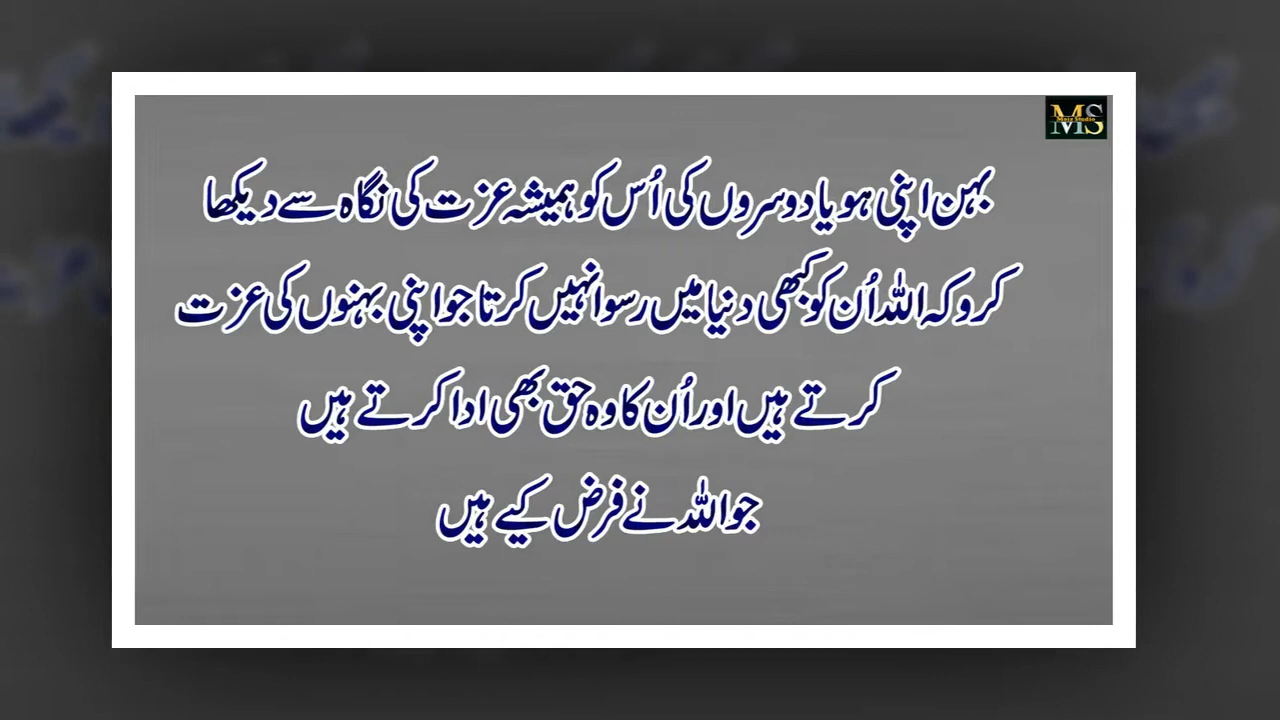 MS
Moiz Studio
بہن اپنی ہو یا دوسروں کی اُس کو ہمیشہ عزت کی نگاہ سے دیکھا
کرو کہ اللہ اُن کو کبھی دنیا میں رسوا نہیں کرتا جو اپنی بہنوں کی عزت
کرتے ہیں اور اُن کا وہ حق بھی ادا کرتے ہیں
جو اللہ نے فرض کیے ہیں